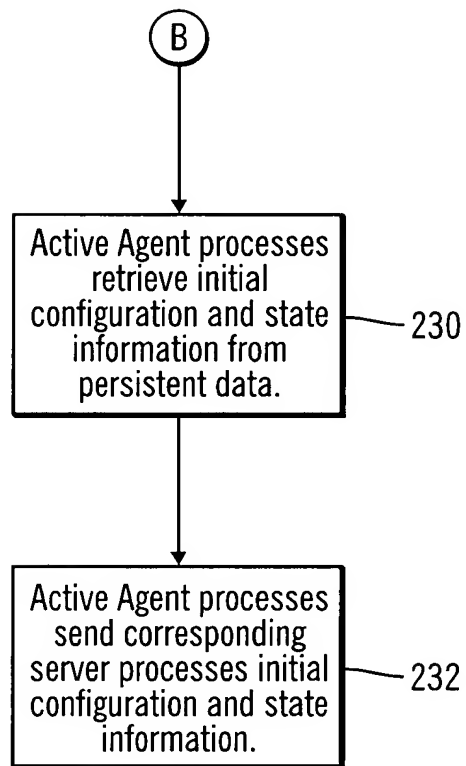 B
Active Agent processes
retrieve initial
configuration and state
information from
persistent data.
230
Active Agent processes
send corresponding
server processes initial
configuration and state
information.
232